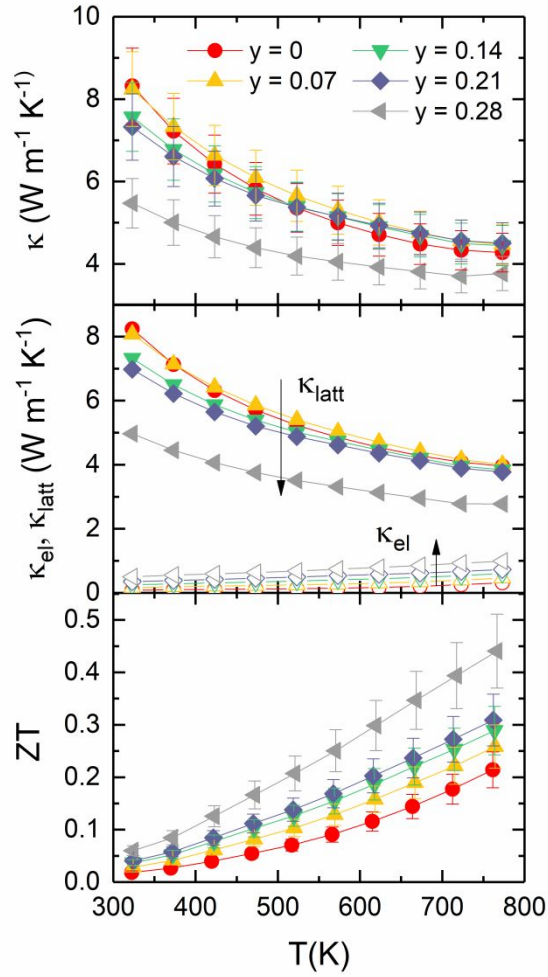 10
8
6
4
κ (W m⁻¹ K⁻¹)
y = 0
y = 0.07
y = 0.14
y = 0.21
y = 0.28
8
6
4
2
0
κel, κlatt (W m⁻¹ K⁻¹)
κlatt
κel
0.5
0.4
0.3
0.2
0.1
0.0
ZT
300 400 500 600 700 800
T(K)